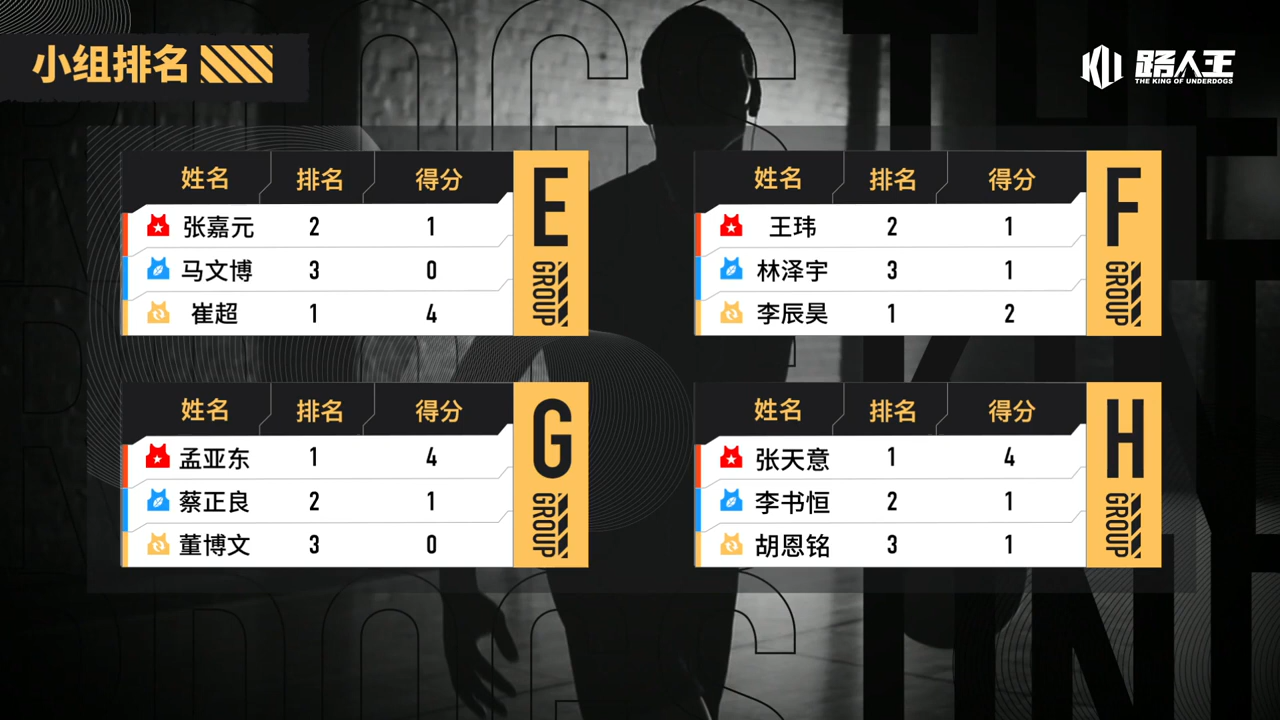 小组排名
路人王
THE KING OF UNDERDOGS
姓名 排名 得分
张嘉元 2 1
马文博 3 0
崔超 1 4
E
GROUP
姓名 排名 得分
王玮 2 1
林泽宇 3 1
李辰昊 1 2
F
GROUP
姓名 排名 得分
孟亚东 1 4
蔡正良 2 1
董博文 3 0
G
GROUP
姓名 排名 得分
张天意 1 4
李书恒 2 1
胡恩铭 3 1
H
GROUP